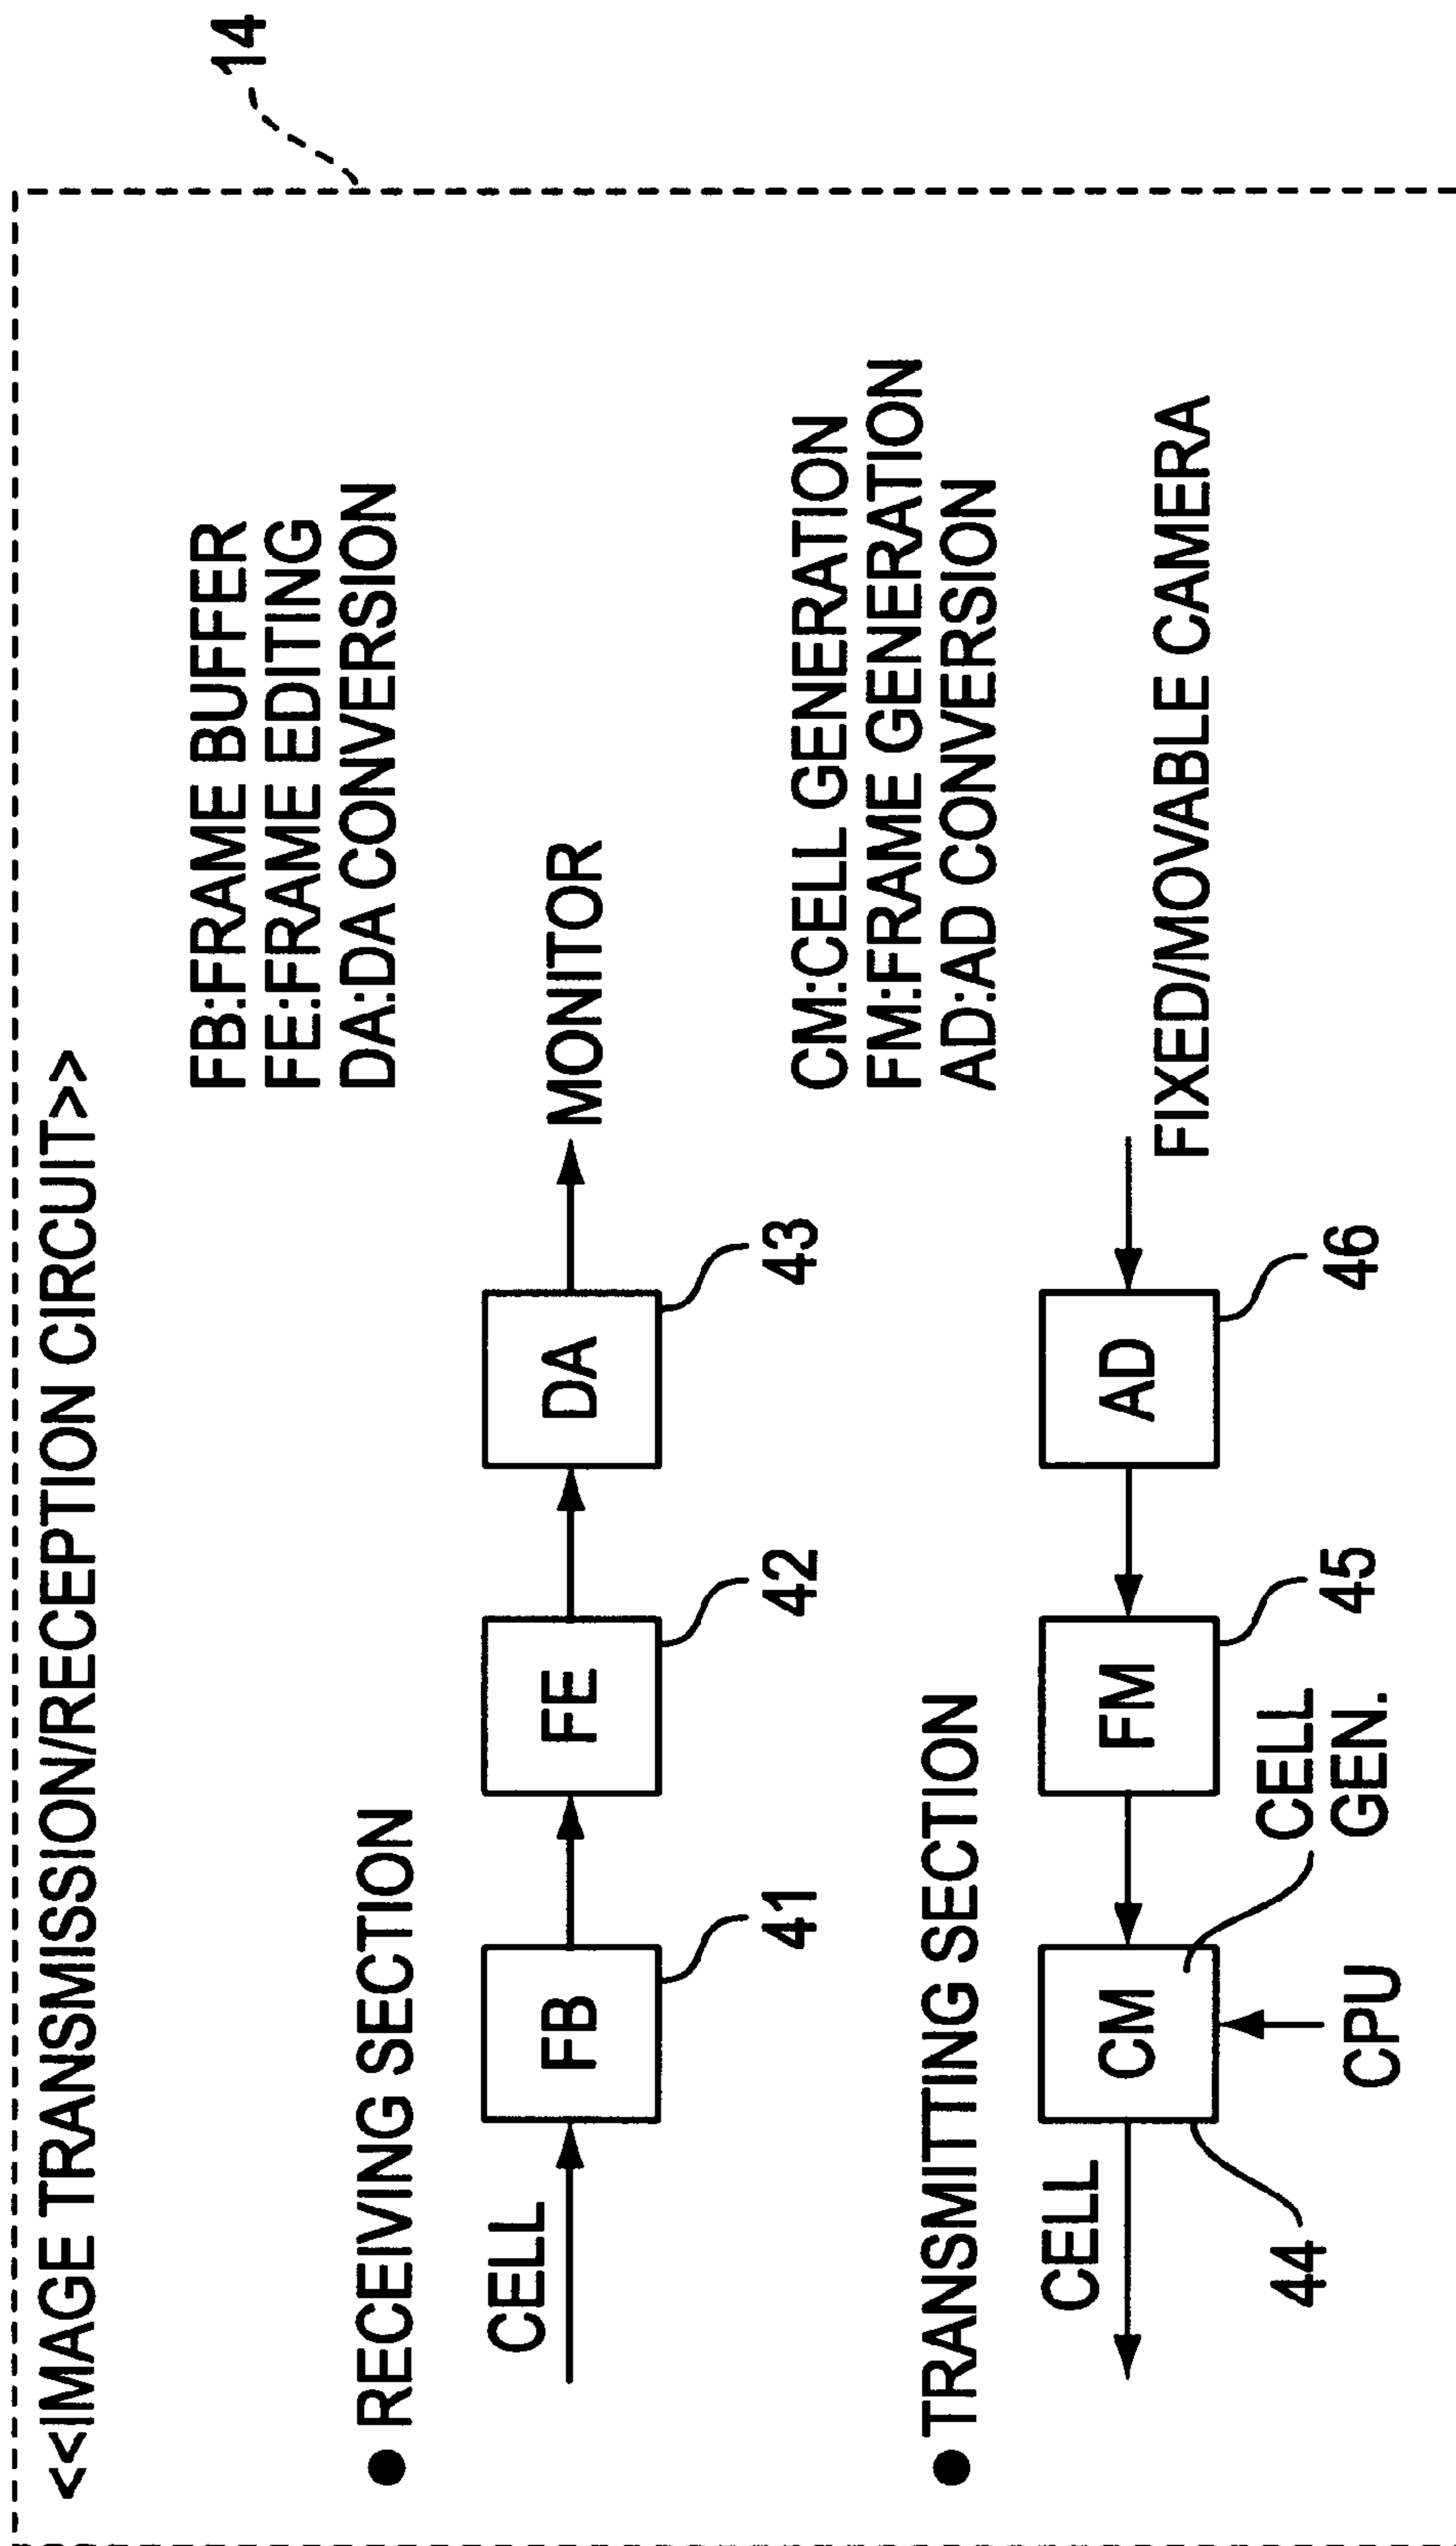 <<IMAGE TRANSMISSION/RECEPTION CIRCUIT>>
14
FB:FRAME BUFFER
FE:FRAME EDITING
DA:DA CONVERSION
● RECEIVING SECTION
CELL
FB
FE
DA
MONITOR
41
42
43
CM:CELL GENERATION
FM:FRAME GENERATION
AD:AD CONVERSION
● TRANSMITTING SECTION
CELL
CM
FM
AD
FIXED/MOVABLE CAMERA
44
CPU
CELL
GEN.
45
46